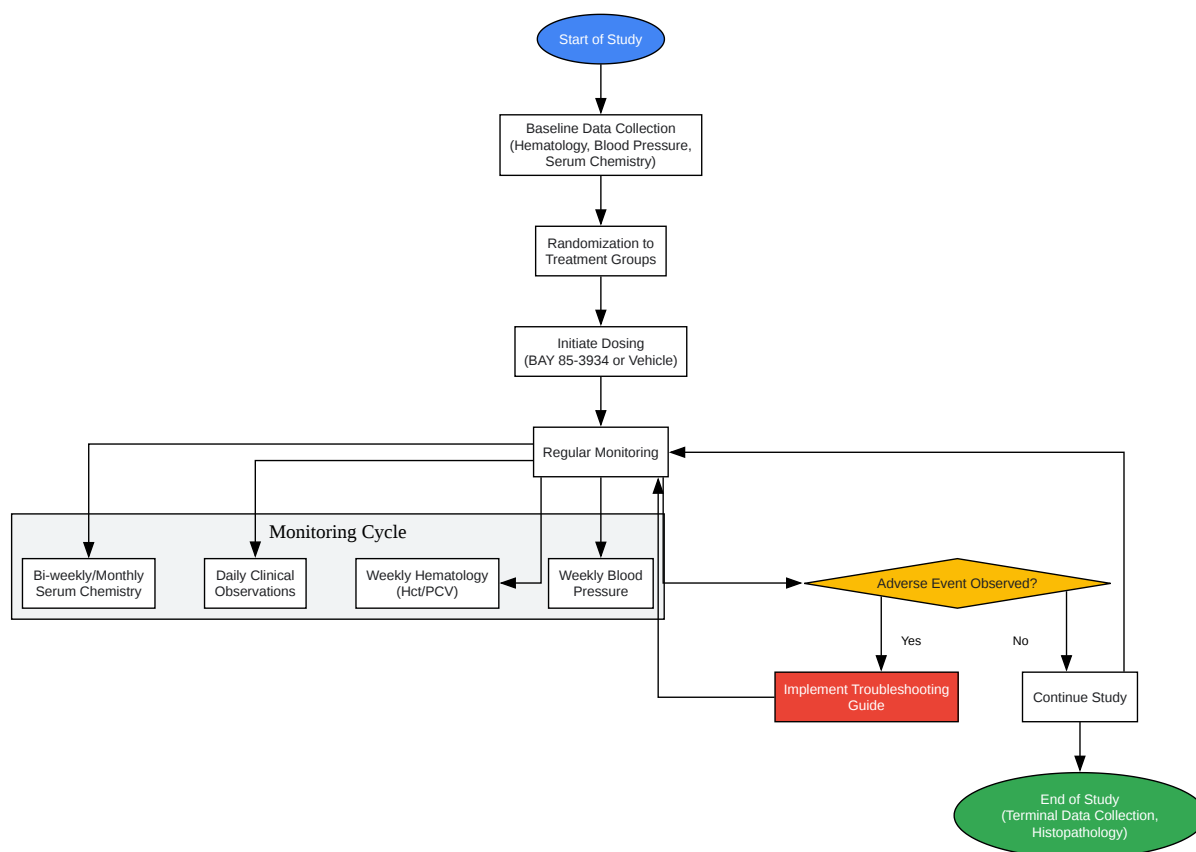 Start of Study
Baseline Data Collection
(Hematology, Blood Pressure,
Serum Chemistry)
Randomization to
Treatment Groups
Initiate Dosing
(BAY 85-3934 or Vehicle)
Regular Monitoring
Monitoring Cycle
Bi-weekly/Monthly
Serum Chemistry
Daily Clinical
Observations
Weekly Hematology
(Hct/PCV)
Weekly Blood
Pressure
Adverse Event Observed?
Yes
No
Implement Troubleshooting
Guide
Continue Study
End of Study
(Terminal Data Collection,
Histopathology)